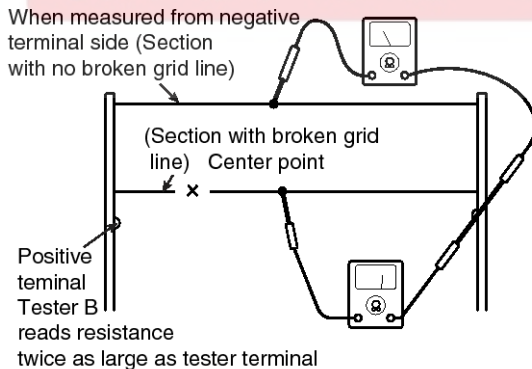 When measured from negative
terminal side (Section
with no broken grid line)
(Section with broken grid
line) Center point
Positive
teminal
Tester B
reads resistance
twice as large as tester terminal